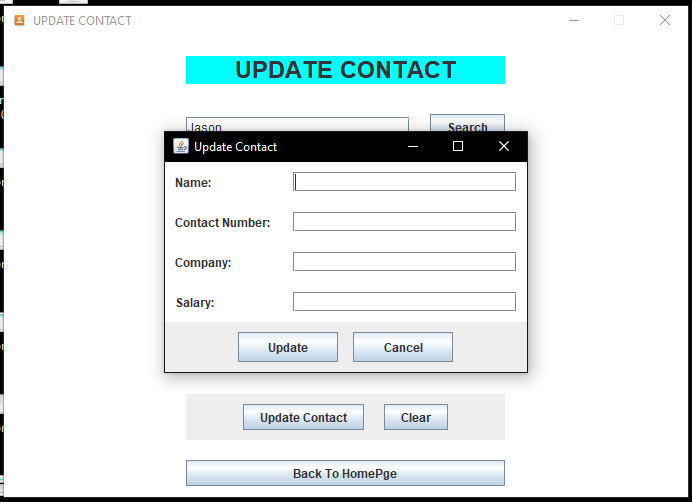 UPDATE CONTACT
UPDATE CONTACT
Jason
Search
Update Contact
Name:
Contact Number:
Company:
Salary:
Update Cancel
Update Contact Clear
Back To HomePge